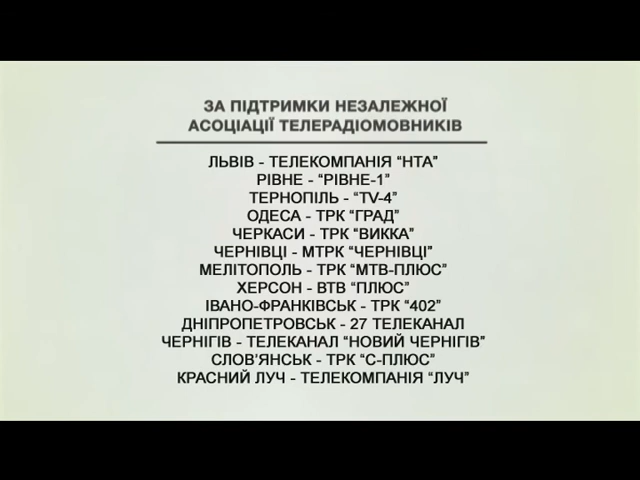 ЗА ПІДТРИМКИ НЕЗАЛЕЖНОЇ
АСОЦІАЦІЇ ТЕЛЕРАДІОМОВНИКІВ
ЛЬВІВ - ТЕЛЕКОМПАНІЯ “НТА”
РІВНЕ - “РІВНЕ-1”
ТЕРНОПІЛЬ - “TV-4”
ОДЕСА - ТРК “ГРАД”
ЧЕРКАСИ - ТРК “ВИККА”
ЧЕРНІВЦІ - МТРК “ЧЕРНІВЦІ”
МЕЛІТОПОЛЬ - ТРК “МТВ-ПЛЮС”
ХЕРСОН - ВТВ “ПЛЮС”
ІВАНО-ФРАНКІВСЬК - ТРК “402”
ДНІПРОПЕТРОВСЬК - 27 ТЕЛЕКАНАЛ
ЧЕРНІГІВ - ТЕЛЕКАНАЛ “НОВИЙ ЧЕРНІГІВ”
СЛОВ’ЯНСЬК - ТРК “С-ПЛЮС”
КРАСНИЙ ЛУЧ - ТЕЛЕКОМПАНІЯ “ЛУЧ”